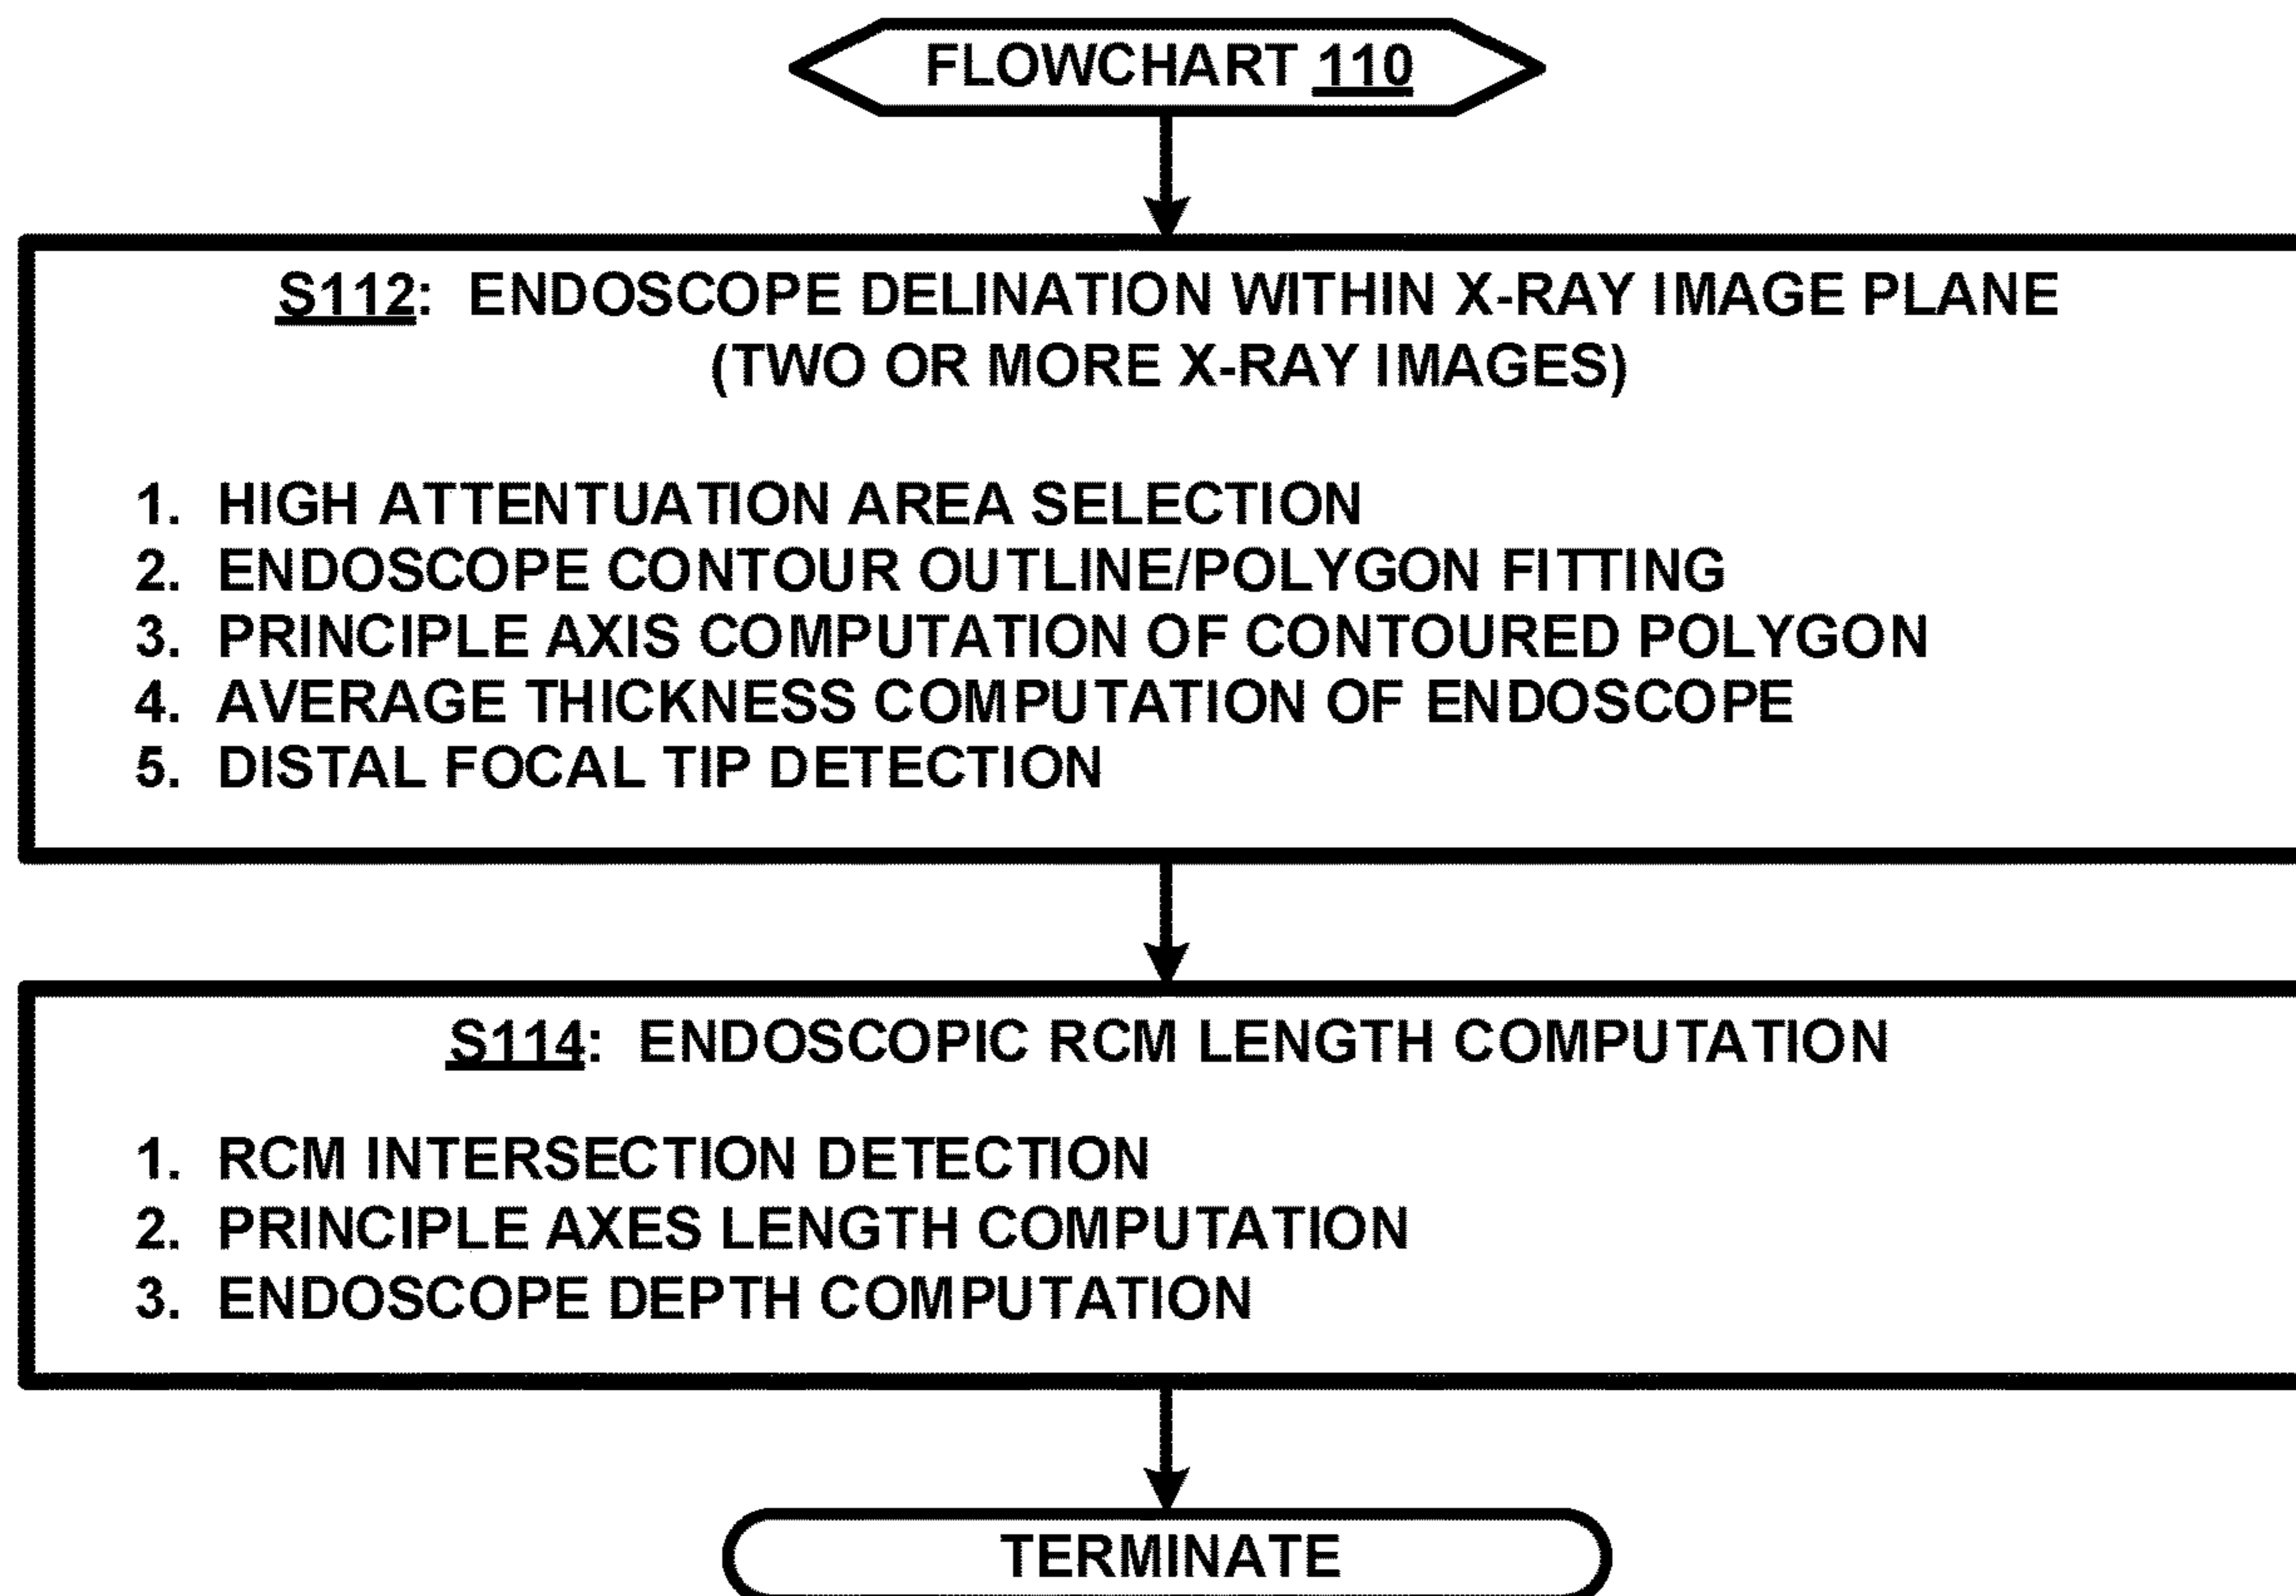 FLOWCHART 110
S112: ENDOSCOPE DELINATION WITHIN X-RAY IMAGE PLANE
(TWO OR MORE X-RAY IMAGES)
1. HIGH ATTENTUATION AREA SELECTION
2. ENDOSCOPE CONTOUR OUTLINE/POLYGON FITTING
3. PRINCIPLE AXIS COMPUTATION OF CONTOURED POLYGON
4. AVERAGE THICKNESS COMPUTATION OF ENDOSCOPE
5. DISTAL FOCAL TIP DETECTION
S114: ENDOSCOPIC RCM LENGTH COMPUTATION
1. RCM INTERSECTION DETECTION
2. PRINCIPLE AXES LENGTH COMPUTATION
3. ENDOSCOPE DEPTH COMPUTATION
TERMINATE